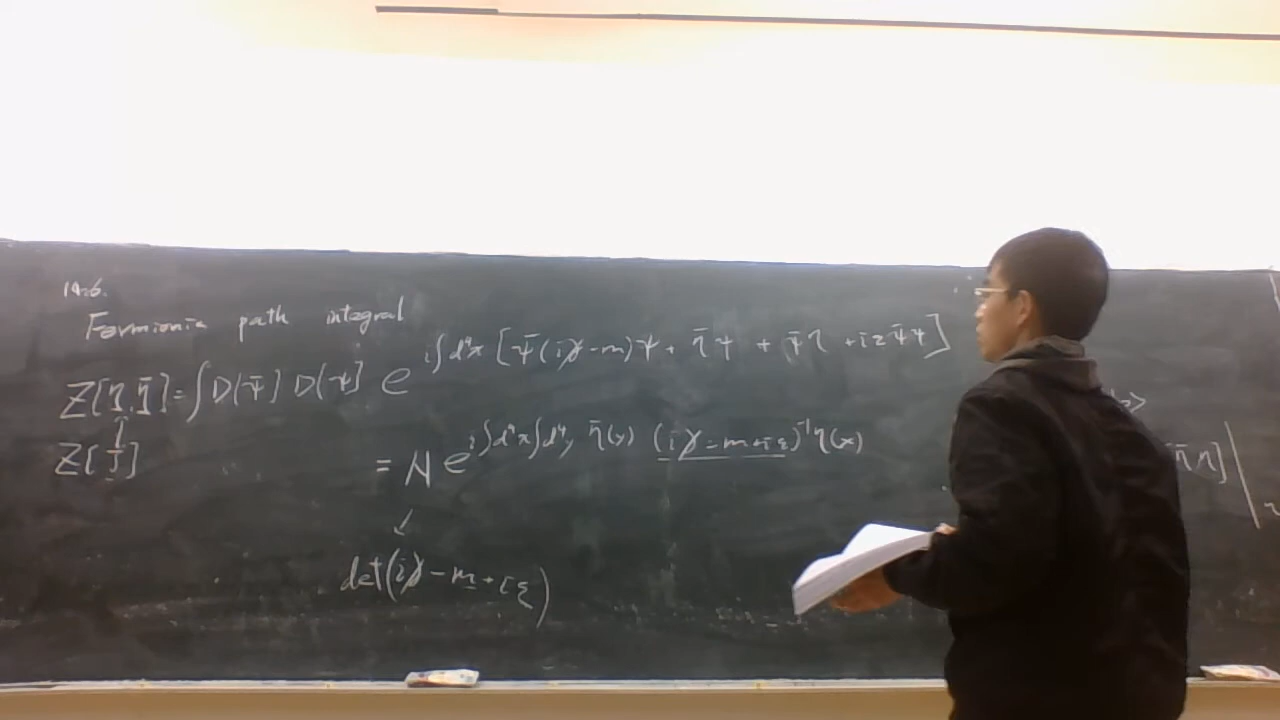 14.6.
Fermionic path integral
Z[η, η̄] = ∫ D[ψ̄] D[ψ] e^{i∫d⁴x [ψ̄(i∂̸ - m)ψ + η̄ψ + ψ̄η + iεψ̄ψ]}
↑
Z[J]
= N e^{i∫d⁴x∫d⁴y η̄(y) (i∂̸ - m + iε)⁻¹ η(x)}
↙
det(i∂̸ - m + iε)